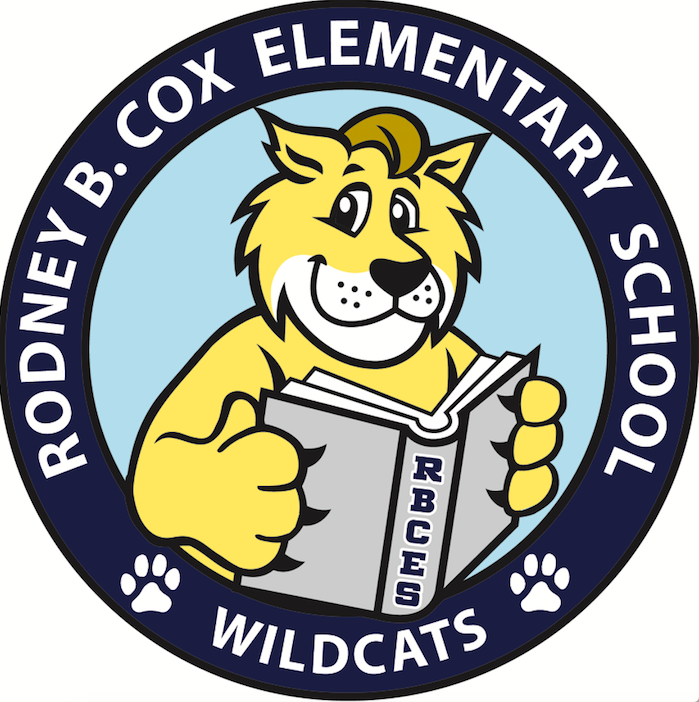 RODNEY B. COX ELEMENTARY SCHOOL
RBCES
WILDCATS